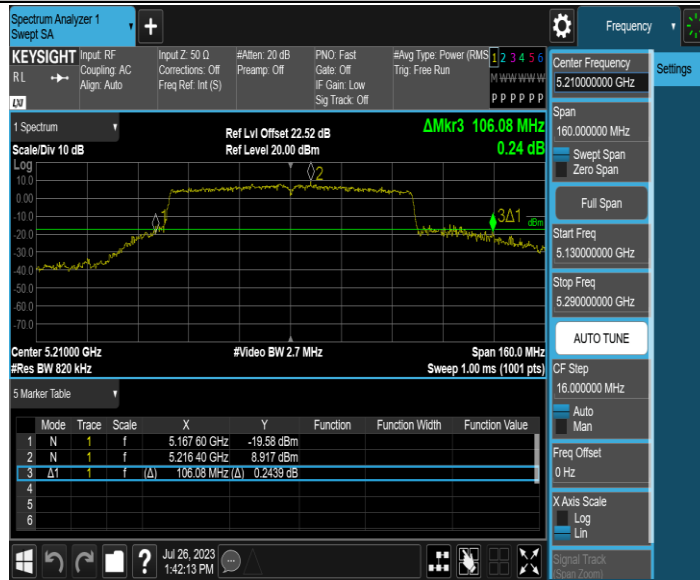 Spectrum Analyzer 1
Swept SA
+
Frequency
KEYSIGHT
Input: RF
Coupling: AC
Align: Auto
Input Z: 50 Ω
Corrections: Off
Freq Ref: Int (S)
#Atten: 20 dB
Preamp: Off
PNO: Fast
Gate: Off
IF Gain: Low
Sig Track: Off
#Avg Type: Power (RMS
Trig: Free Run
1 2 3 4 5 6
M W W W W W
P P P P P P
R L
LXI
1 Spectrum
Scale/Div 10 dB
Ref Lvl Offset 22.52 dB
Ref Level 20.00 dBm
ΔMkr3 106.08 MHz
0.24 dB
Log
10.0
0.00
-10.0
-20.0
-30.0
-40.0
-50.0
-60.0
-70.0
1
2
3Δ1
dBm
Center 5.21000 GHz
#Res BW 820 kHz
#Video BW 2.7 MHz
Span 160.0 MHz
Sweep 1.00 ms (1001 pts)
5 Marker Table
Mode Trace Scale X Y Function Function Width Function Value
1 N 1 f 5.167 60 GHz -19.58 dBm
2 N 1 f 5.216 40 GHz 8.917 dBm
3 Δ1 1 f (Δ) 106.08 MHz (Δ) 0.2439 dB
4
5
6
?
Jul 26, 2023
1:42:13 PM
Center Frequency
5.210000000 GHz
Settings
Span
160.000000 MHz
Swept Span
Zero Span
Full Span
Start Freq
5.130000000 GHz
Stop Freq
5.290000000 GHz
AUTO TUNE
CF Step
16.000000 MHz
Auto
Man
Freq Offset
0 Hz
X Axis Scale
Log
Lin
Signal Track
(Span Zoom)